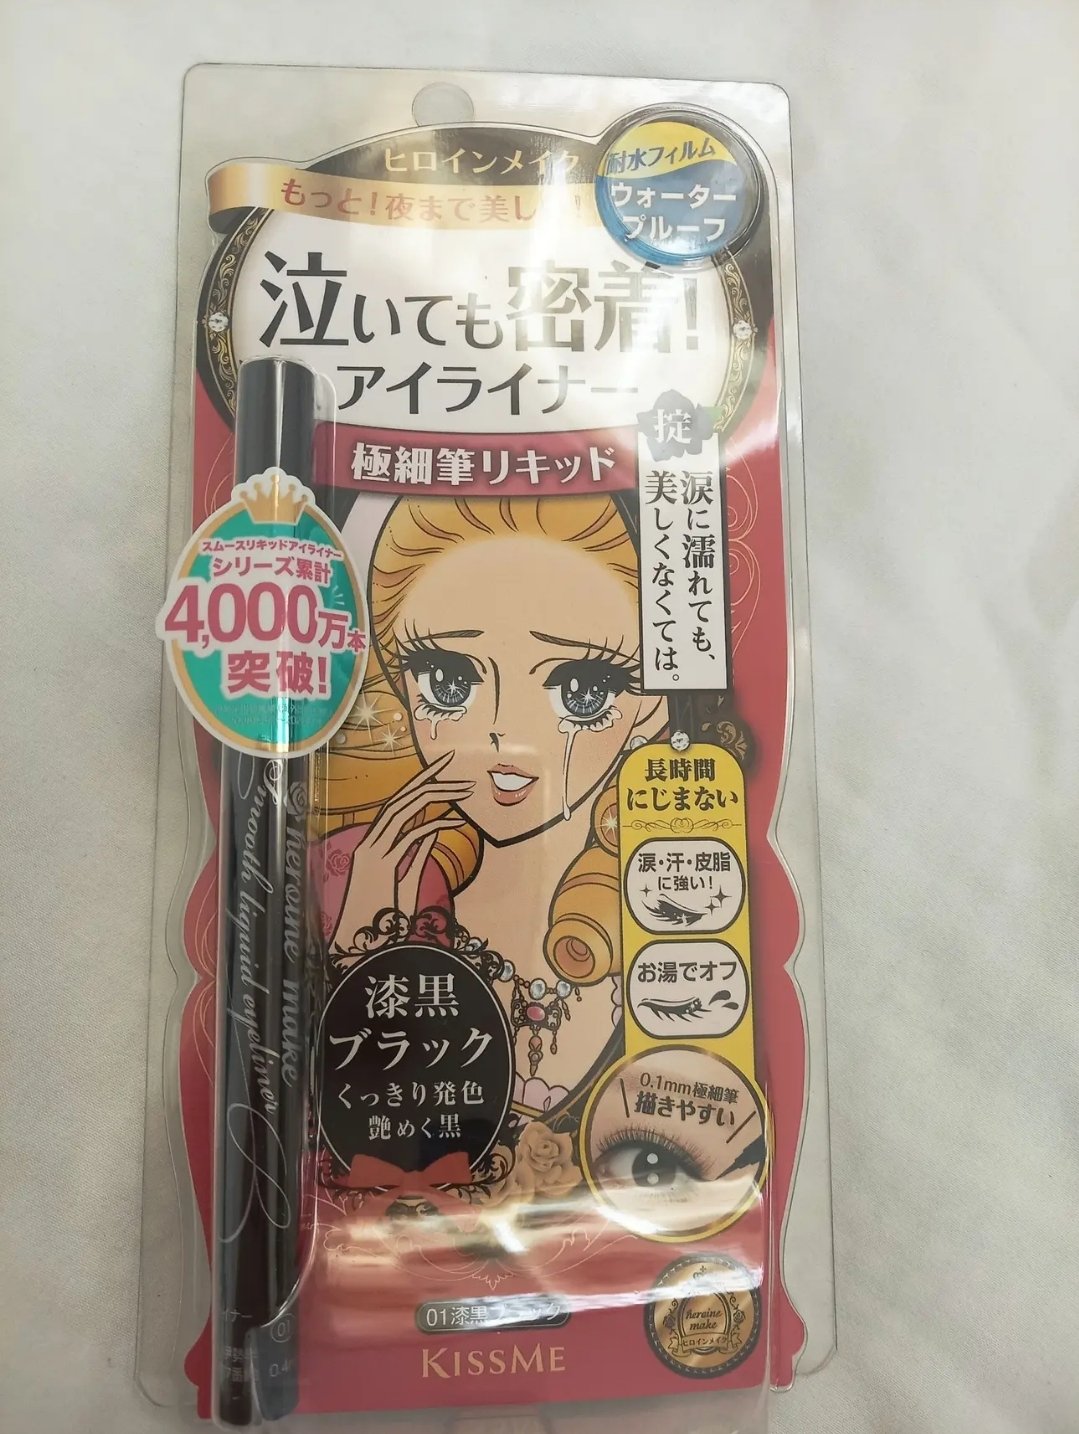 ヒロインメイク
もっと!夜まで美し
耐水フィルム
ウォーター
プルーフ
泣いても密着!
アイライナー
極細筆リキッド
掟
涙に濡れても、
美しくなくては。
スムースリキッドアイライナー
シリーズ累計
4,000万本
突破!
長時間
にじまない
涙・汗・皮脂
に強い!
お湯でオフ
0.1mm極細筆
描きやすい
heroine make
Smooth liquid eyeliner
漆黒
ブラック
くっきり発色
艶めく黒
01漆黒ブラック
KISSME
heroine
make
ヒロインメイク
イナー
01